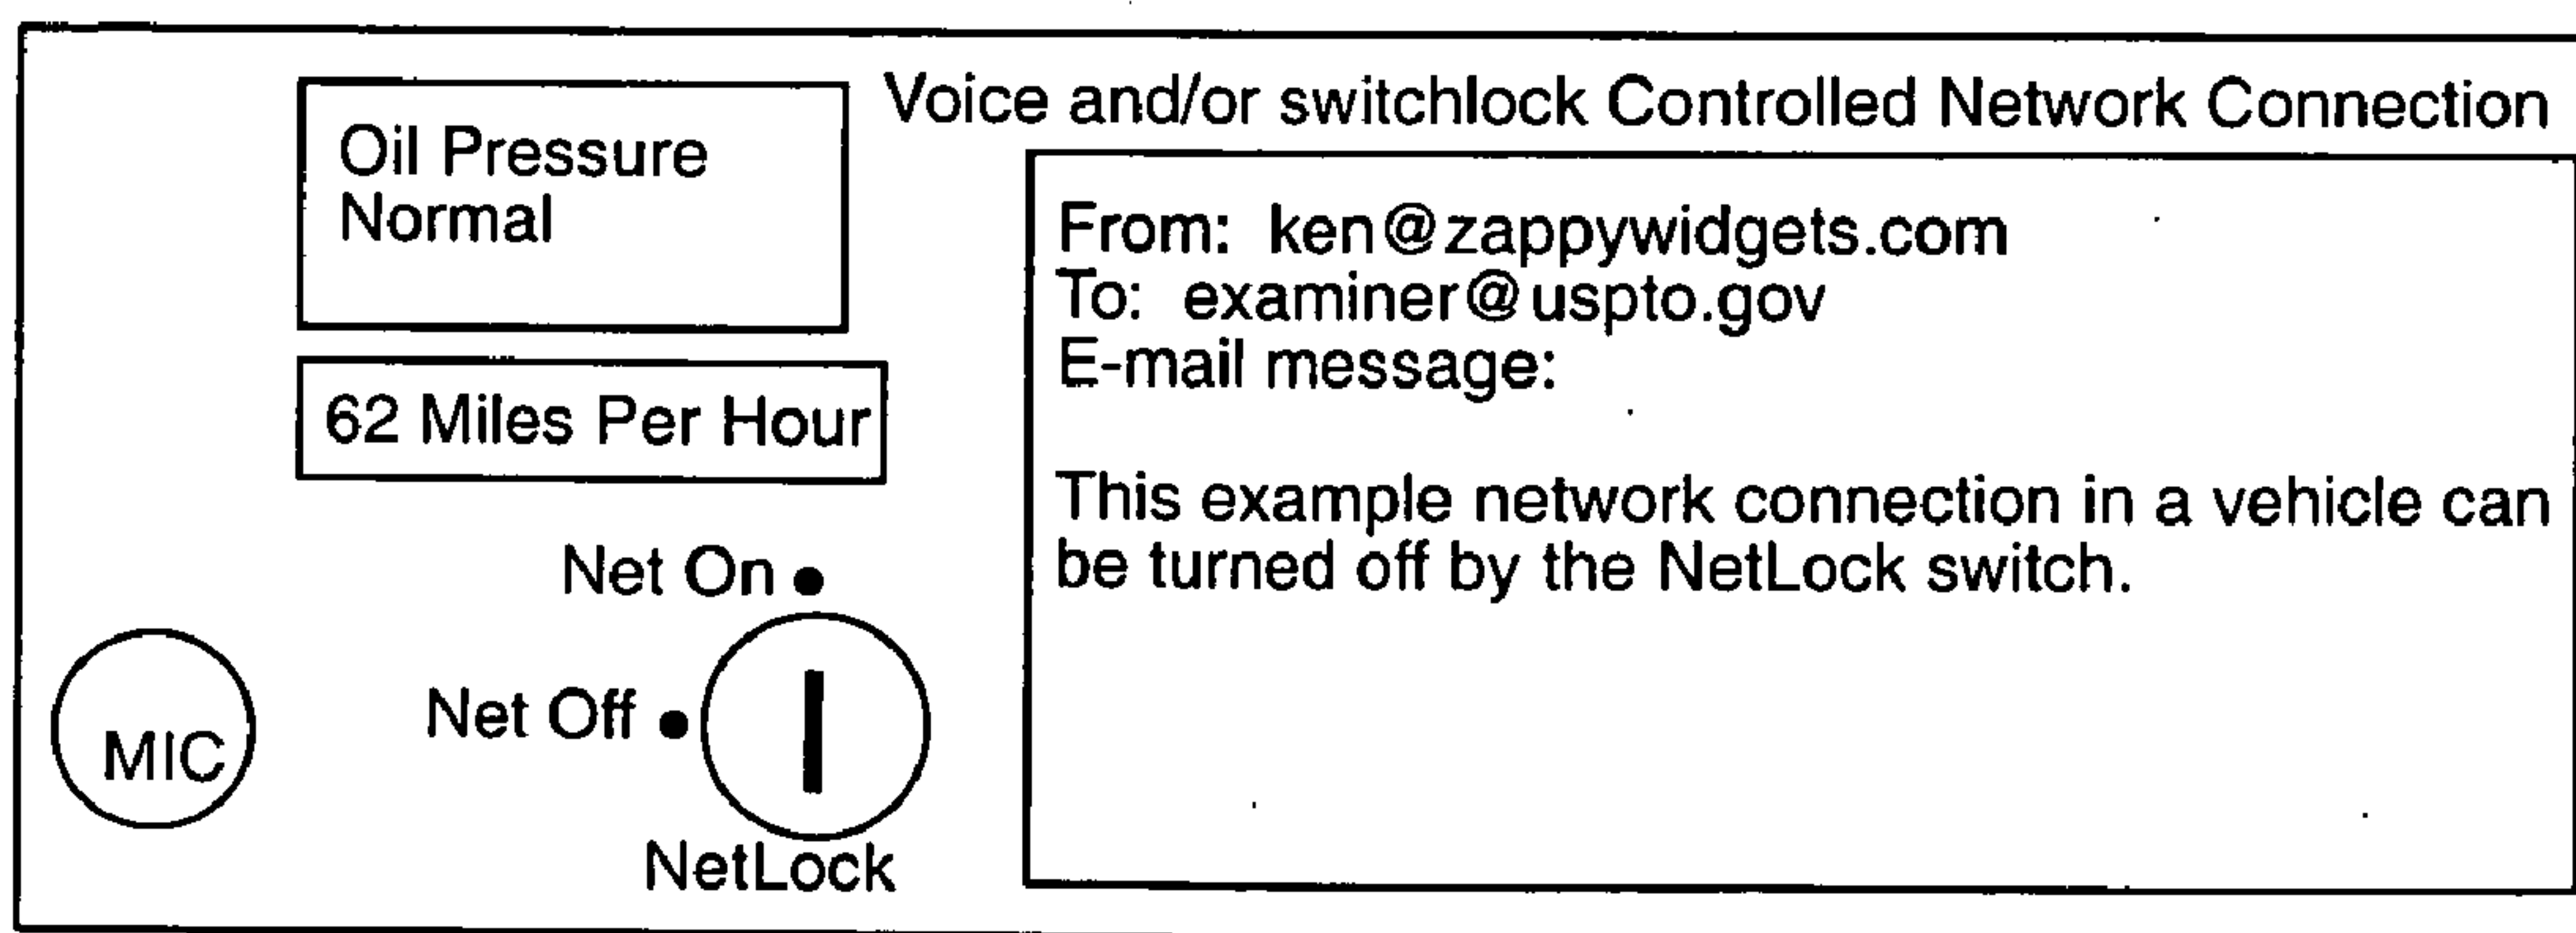 Voice and/or switchlock Controlled Network Connection
Oil Pressure
Normal
62 Miles Per Hour
Net On
Net Off
MIC
NetLock
From: ken@zappywidgets.com
To: examiner@uspto.gov
E-mail message:
This example network connection in a vehicle can
be turned off by the NetLock switch.